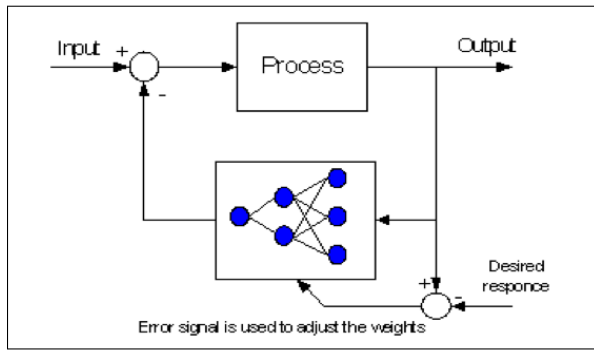 Input
+
-
Process
Output
+
-
Desired
responce
Error signal is used to adjust the weights